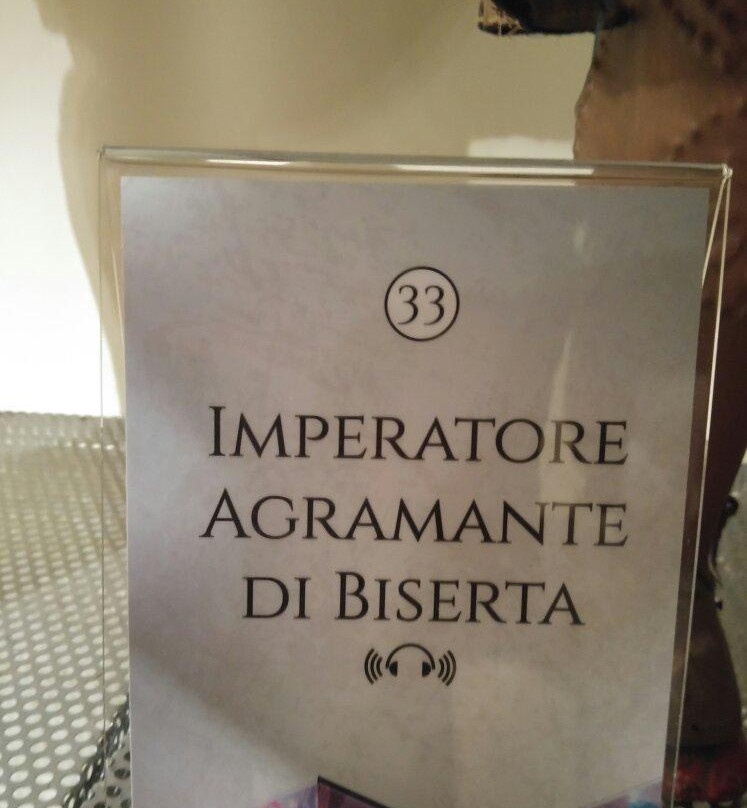 33
IMPERATORE
AGRAMANTE
DI BISERTA